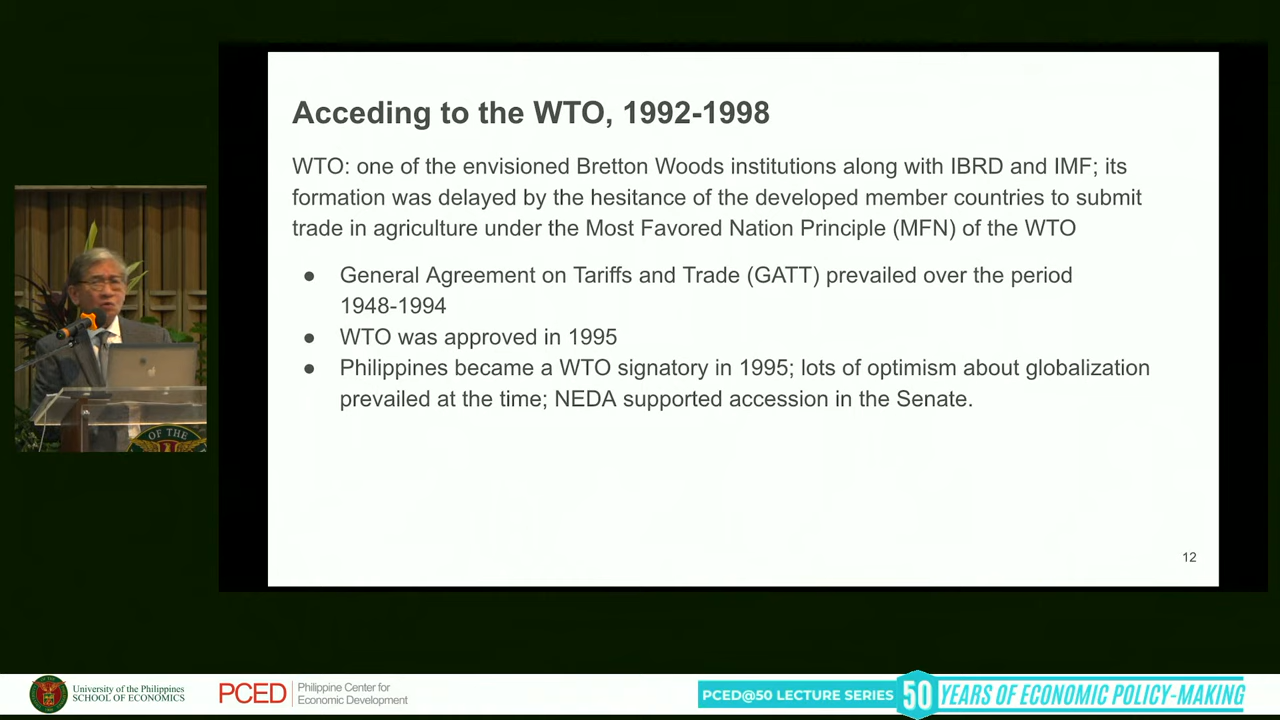 Acceding to the WTO, 1992-1998
WTO: one of the envisioned Bretton Woods institutions along with IBRD and IMF; its
formation was delayed by the hesitance of the developed member countries to submit
trade in agriculture under the Most Favored Nation Principle (MFN) of the WTO
● General Agreement on Tariffs and Trade (GATT) prevailed over the period
1948-1994
● WTO was approved in 1995
● Philippines became a WTO signatory in 1995; lots of optimism about globalization
prevailed at the time; NEDA supported accession in the Senate.
12
OF THE
University of the Philippines
SCHOOL OF ECONOMICS
PCED
Philippine Center for
Economic Development
PCED@50 LECTURE SERIES
50 YEARS OF ECONOMIC POLICY-MAKING